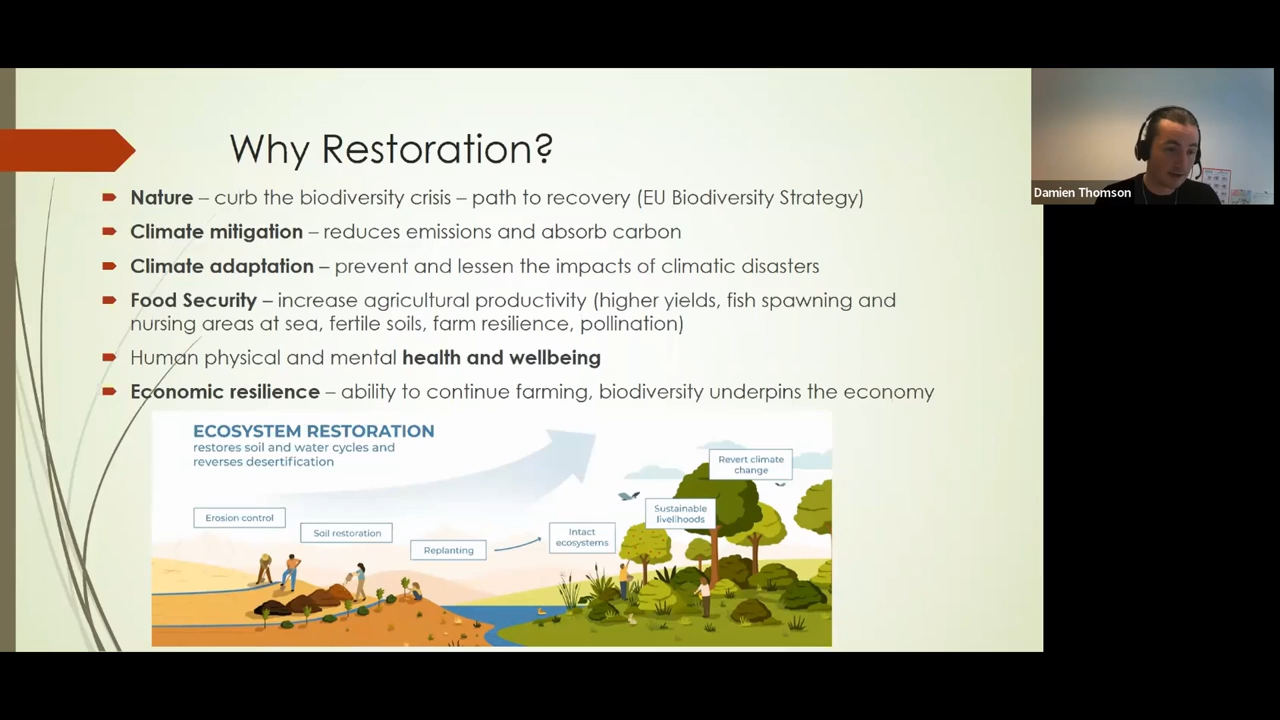 Why Restoration?
Nature – curb the biodiversity crisis – path to recovery (EU Biodiversity Strategy)
Climate mitigation – reduces emissions and absorb carbon
Climate adaptation – prevent and lessen the impacts of climatic disasters
Food Security – increase agricultural productivity (higher yields, fish spawning and
nursing areas at sea, fertile soils, farm resilience, pollination)
Human physical and mental health and wellbeing
Economic resilience – ability to continue farming, biodiversity underpins the economy
ECOSYSTEM RESTORATION
restores soil and water cycles and
reverses desertification
Erosion control
Soil restoration
Replanting
Intact
ecosystems
Sustainable
livelihoods
Revert climate
change
Damien Thomson